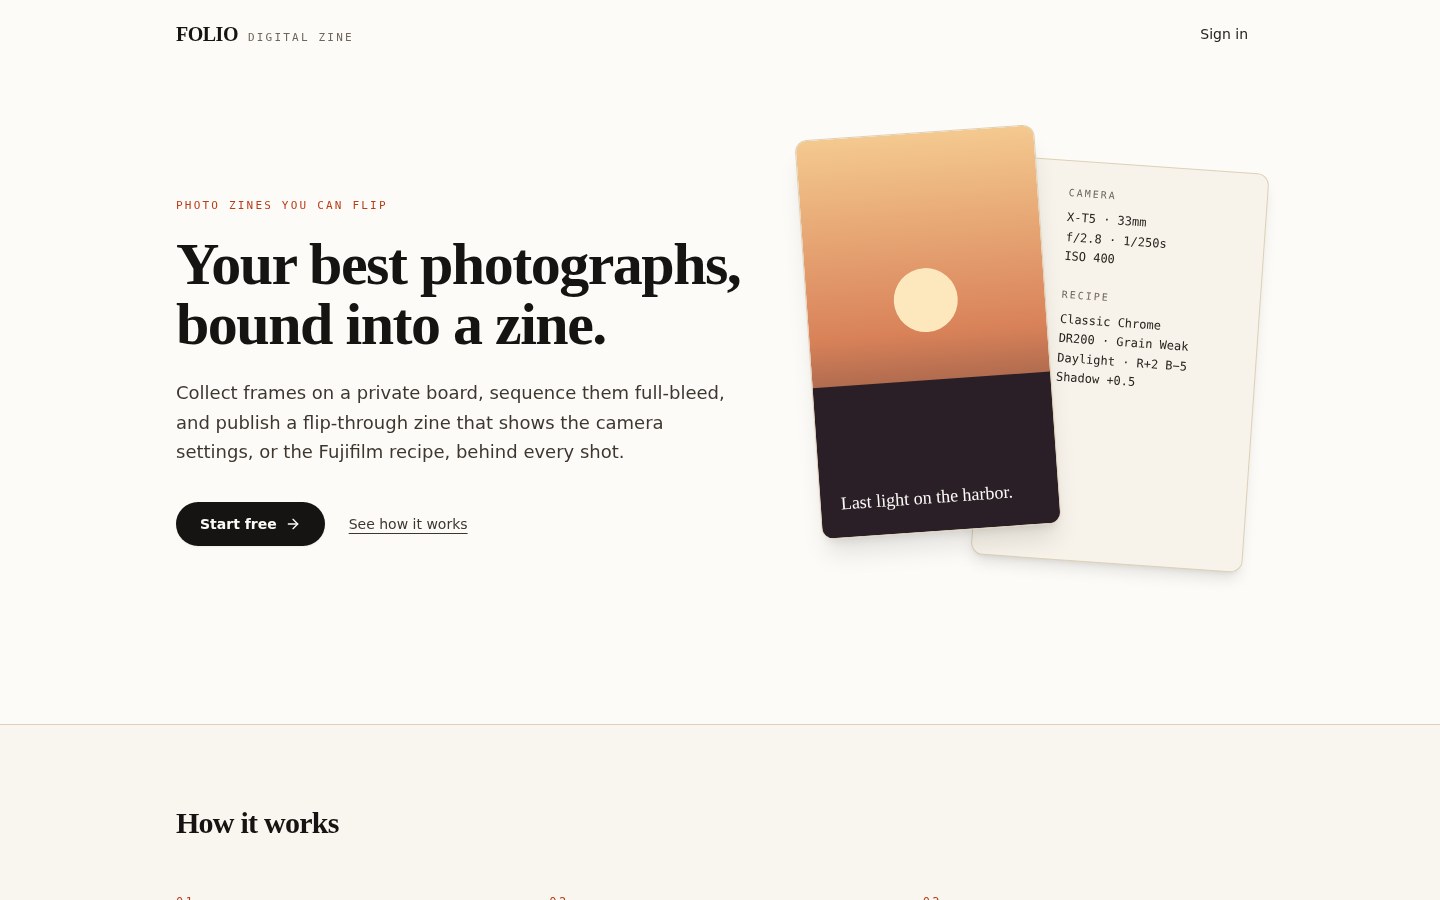 FOLIO DIGITAL ZINE
Sign in
PHOTO ZINES YOU CAN FLIP
Your best photographs,
bound into a zine.
Collect frames on a private board, sequence them full-bleed,
and publish a flip-through zine that shows the camera
settings, or the Fujifilm recipe, behind every shot.
Start free →
See how it works
Last light on the harbor.
CAMERA
X-T5 · 33mm
f/2.8 · 1/250s
ISO 400
RECIPE
Classic Chrome
DR200 · Grain Weak
Daylight · R+2 B−5
Shadow +0.5
How it works